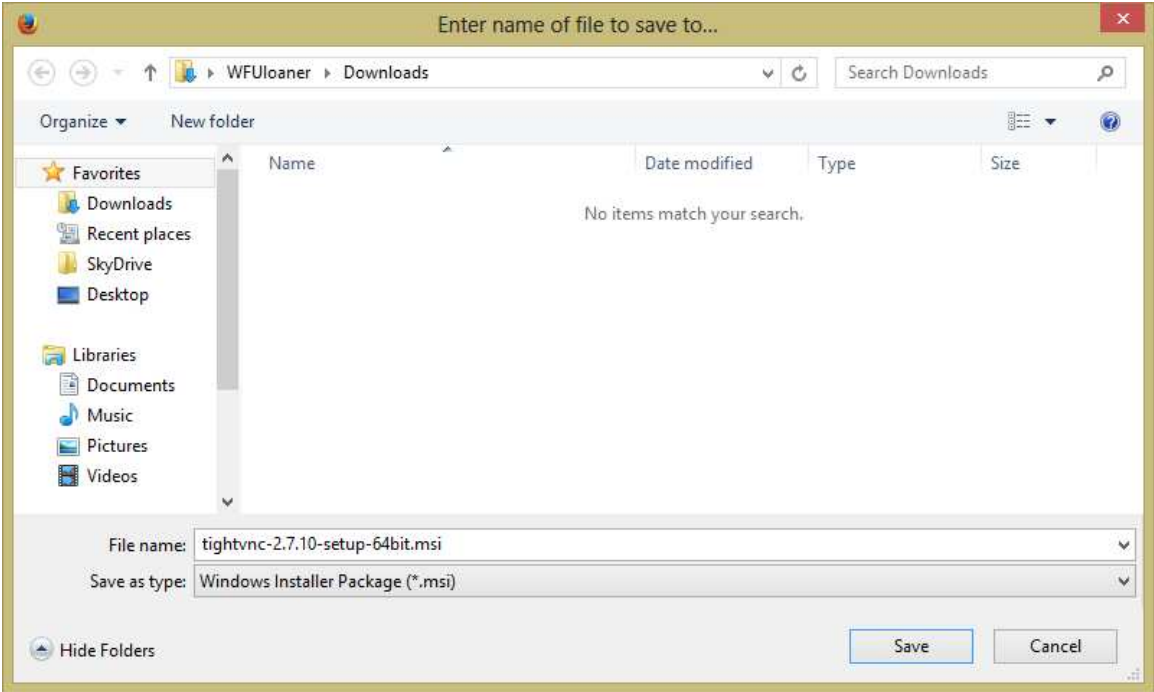 Enter name of file to save to...
WFUloaner Downloads
Search Downloads
Organize
New folder
Name
Date modified
Type
Size
Favorites
Downloads
Recent places
SkyDrive
Desktop
Libraries
Documents
Music
Pictures
Videos
No items match your search.
File name: tightvnc-2.7.10-setup-64bit.msi
Save as type: Windows Installer Package (*.msi)
Hide Folders
Save
Cancel